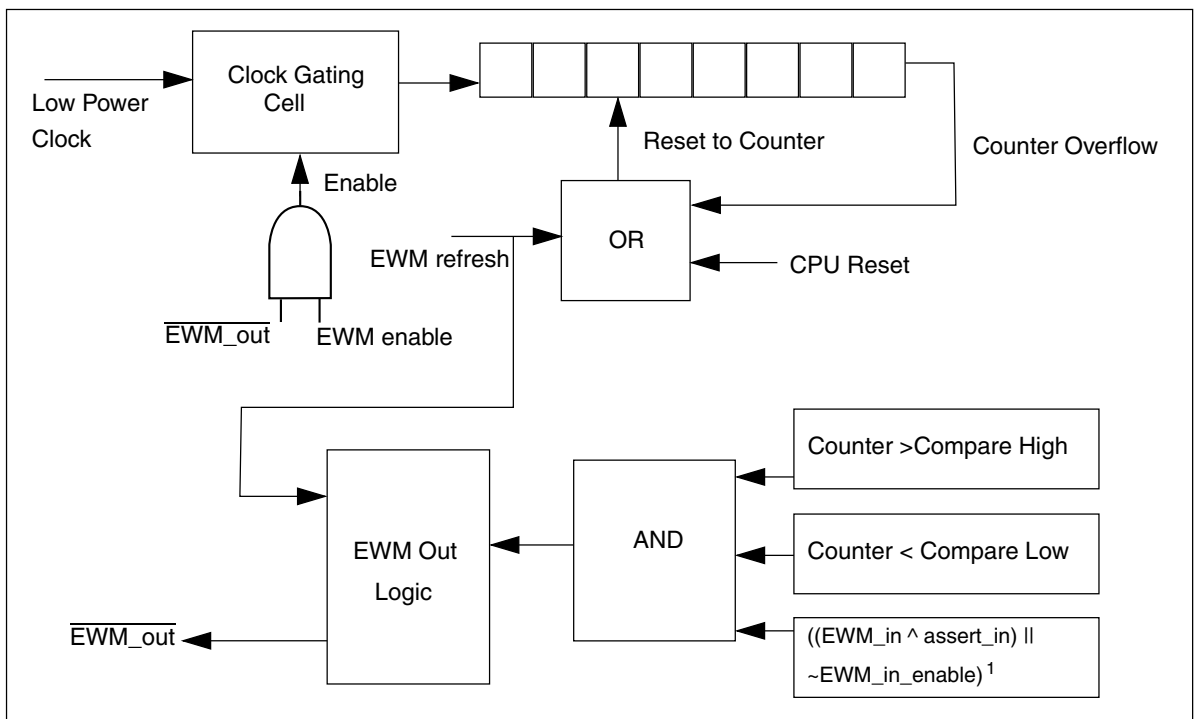 Low Power
Clock
Clock Gating
Cell
Enable
EWM_out
EWM enable
Reset to Counter
Counter Overflow
EWM refresh
OR
CPU Reset
Counter >Compare High
Counter < Compare Low
((EWM_in ^ assert_in) ||
~EWM_in_enable) 1
AND
EWM Out
Logic
EWM_out